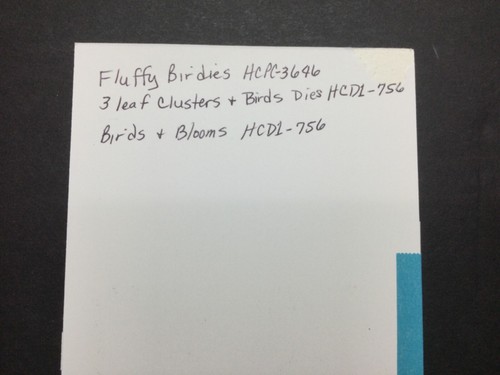 Fluffy Birdies HCPC-3646
3 leaf Clusters + Birds Dies HCD1-756
Birds + Blooms HCD1-756